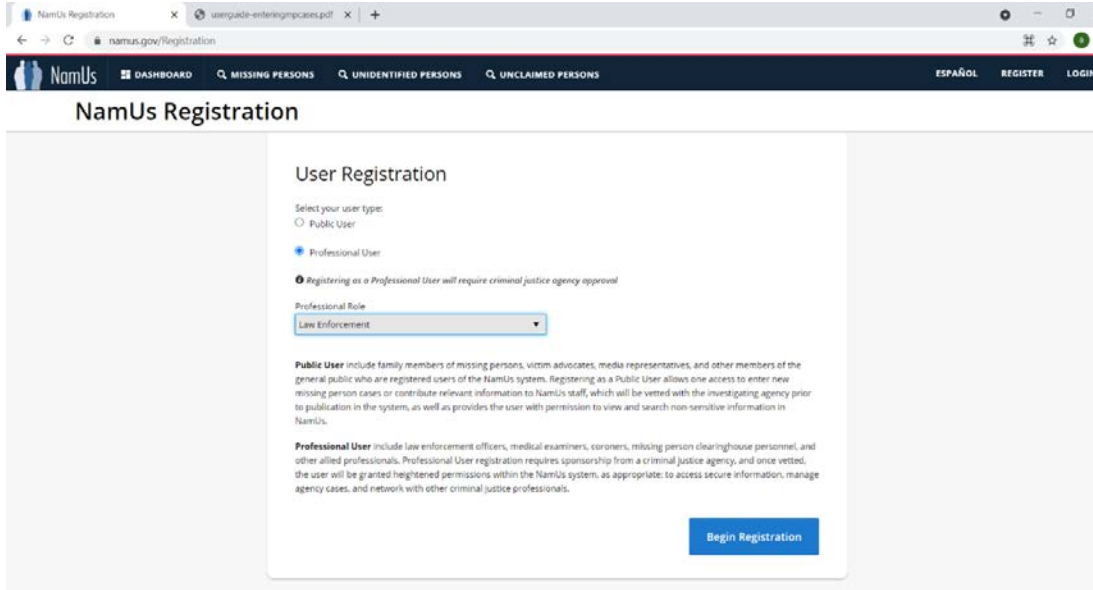 NamUs Registration
userguide-enteringmpcases.pdf
namus.gov/Registration
NamUs DASHBOARD MISSING PERSONS UNIDENTIFIED PERSONS UNCLAIMED PERSONS ESPAÑOL REGISTER LOGIN
NamUs Registration
User Registration
Select your user type:
Public User
Professional User
Registering as a Professional User will require criminal justice agency approval
Professional Role
Law Enforcement
Public User include family members of missing persons, victim advocates, media representatives, and other members of the
general public who are registered users of the NamUs system. Registering as a Public User allows one access to enter new
missing person cases or contribute relevant information to NamUs staff, which will be vetted with the investigating agency prior
to publication in the system, as well as provides the user with permission to view and search non-sensitive information in
NamUs.
Professional User include law enforcement officers, medical examiners, coroners, missing person clearinghouse personnel, and
other allied professionals. Professional User registration requires sponsorship from a criminal justice agency, and once vetted,
the user will be granted heightened permissions within the NamUs system, as appropriate; to access secure information, manage
agency cases, and network with other criminal justice professionals.
Begin Registration